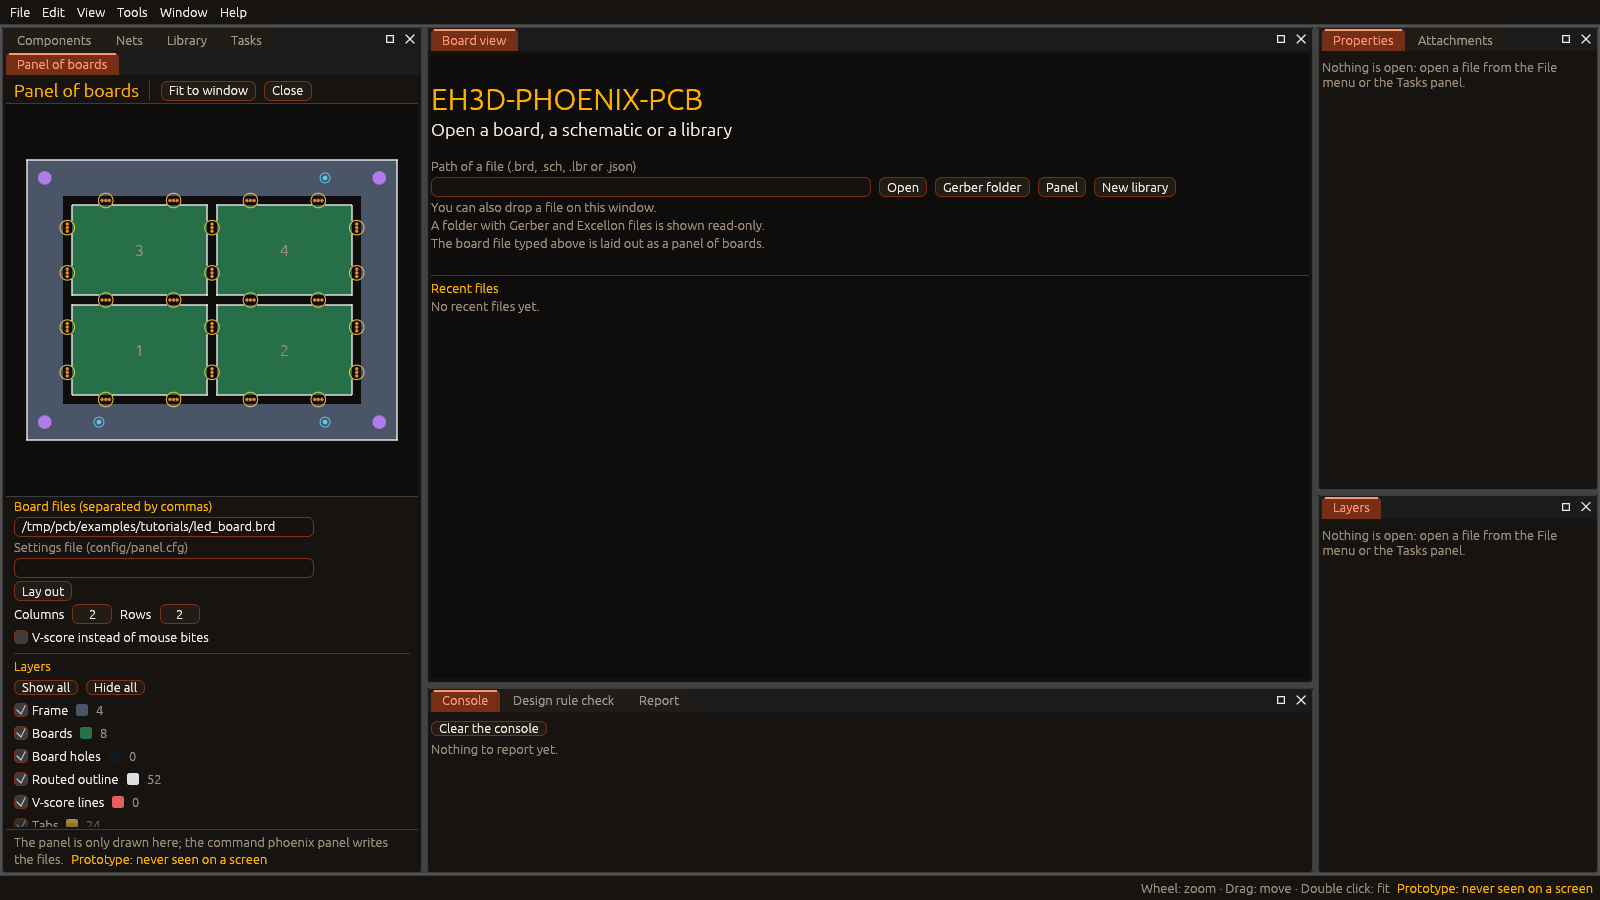 File Edit View Tools Window Help
Components Nets Library Tasks
Panel of boards
Panel of boards Fit to window Close
3 4
1 2
Board files (separated by commas)
/tmp/pcb/examples/tutorials/led_board.brd
Settings file (config/panel.cfg)
Lay out
Columns 2 Rows 2
V-score instead of mouse bites
Layers
Show all Hide all
Frame 4
Boards 8
Board holes 0
Routed outline 52
V-score lines 0
Tabs 24
The panel is only drawn here; the command phoenix panel writes
the files. Prototype: never seen on a screen
Board view
EH3D-PHOENIX-PCB
Open a board, a schematic or a library
Path of a file (.brd, .sch, .lbr or .json)
Open Gerber folder Panel New library
You can also drop a file on this window.
A folder with Gerber and Excellon files is shown read-only.
The board file typed above is laid out as a panel of boards.
Recent files
No recent files yet.
Console Design rule check Report
Clear the console
Nothing to report yet.
Properties Attachments
Nothing is open: open a file from the File
menu or the Tasks panel.
Layers
Nothing is open: open a file from the File
menu or the Tasks panel.
Wheel: zoom · Drag: move · Double click: fit Prototype: never seen on a screen